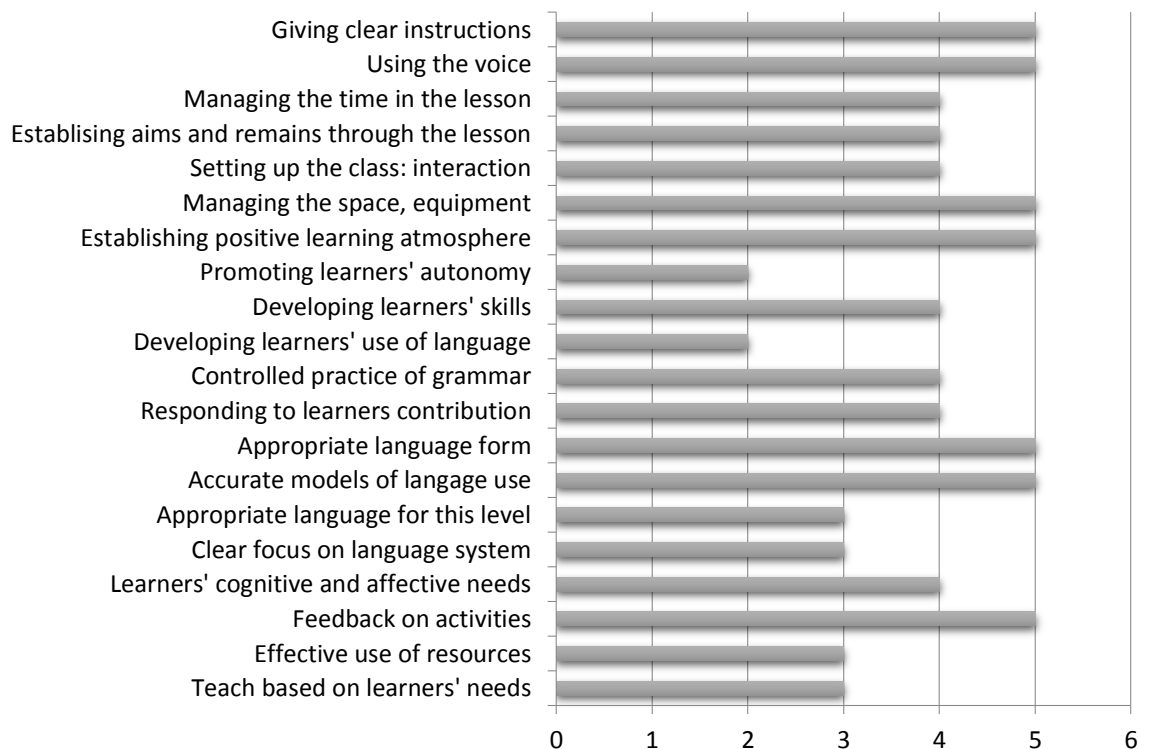 Giving clear instructions
Using the voice
Managing the time in the lesson
Establising aims and remains through the lesson
Setting up the class: interaction
Managing the space, equipment
Establishing positive learning atmosphere
Promoting learners' autonomy
Developing learners' skills
Developing learners' use of language
Controlled practice of grammar
Responding to learners contribution
Appropriate language form
Accurate models of langage use
Appropriate language for this level
Clear focus on language system
Learners' cognitive and affective needs
Feedback on activities
Effective use of resources
Teach based on learners' needs
0 1 2 3 4 5 6